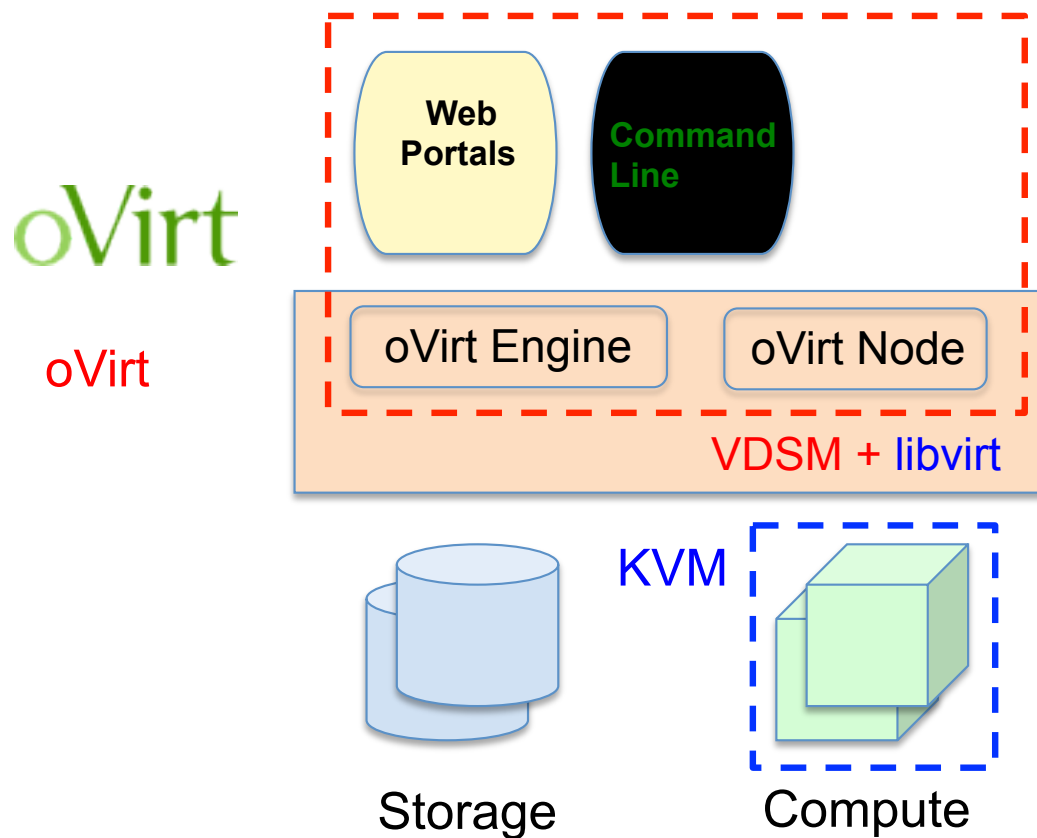 Web
Portals
Command
Line
oVirt
oVirt Engine
oVirt Node
oVirt
VDSM + libvirt
KVM
Storage
Compute